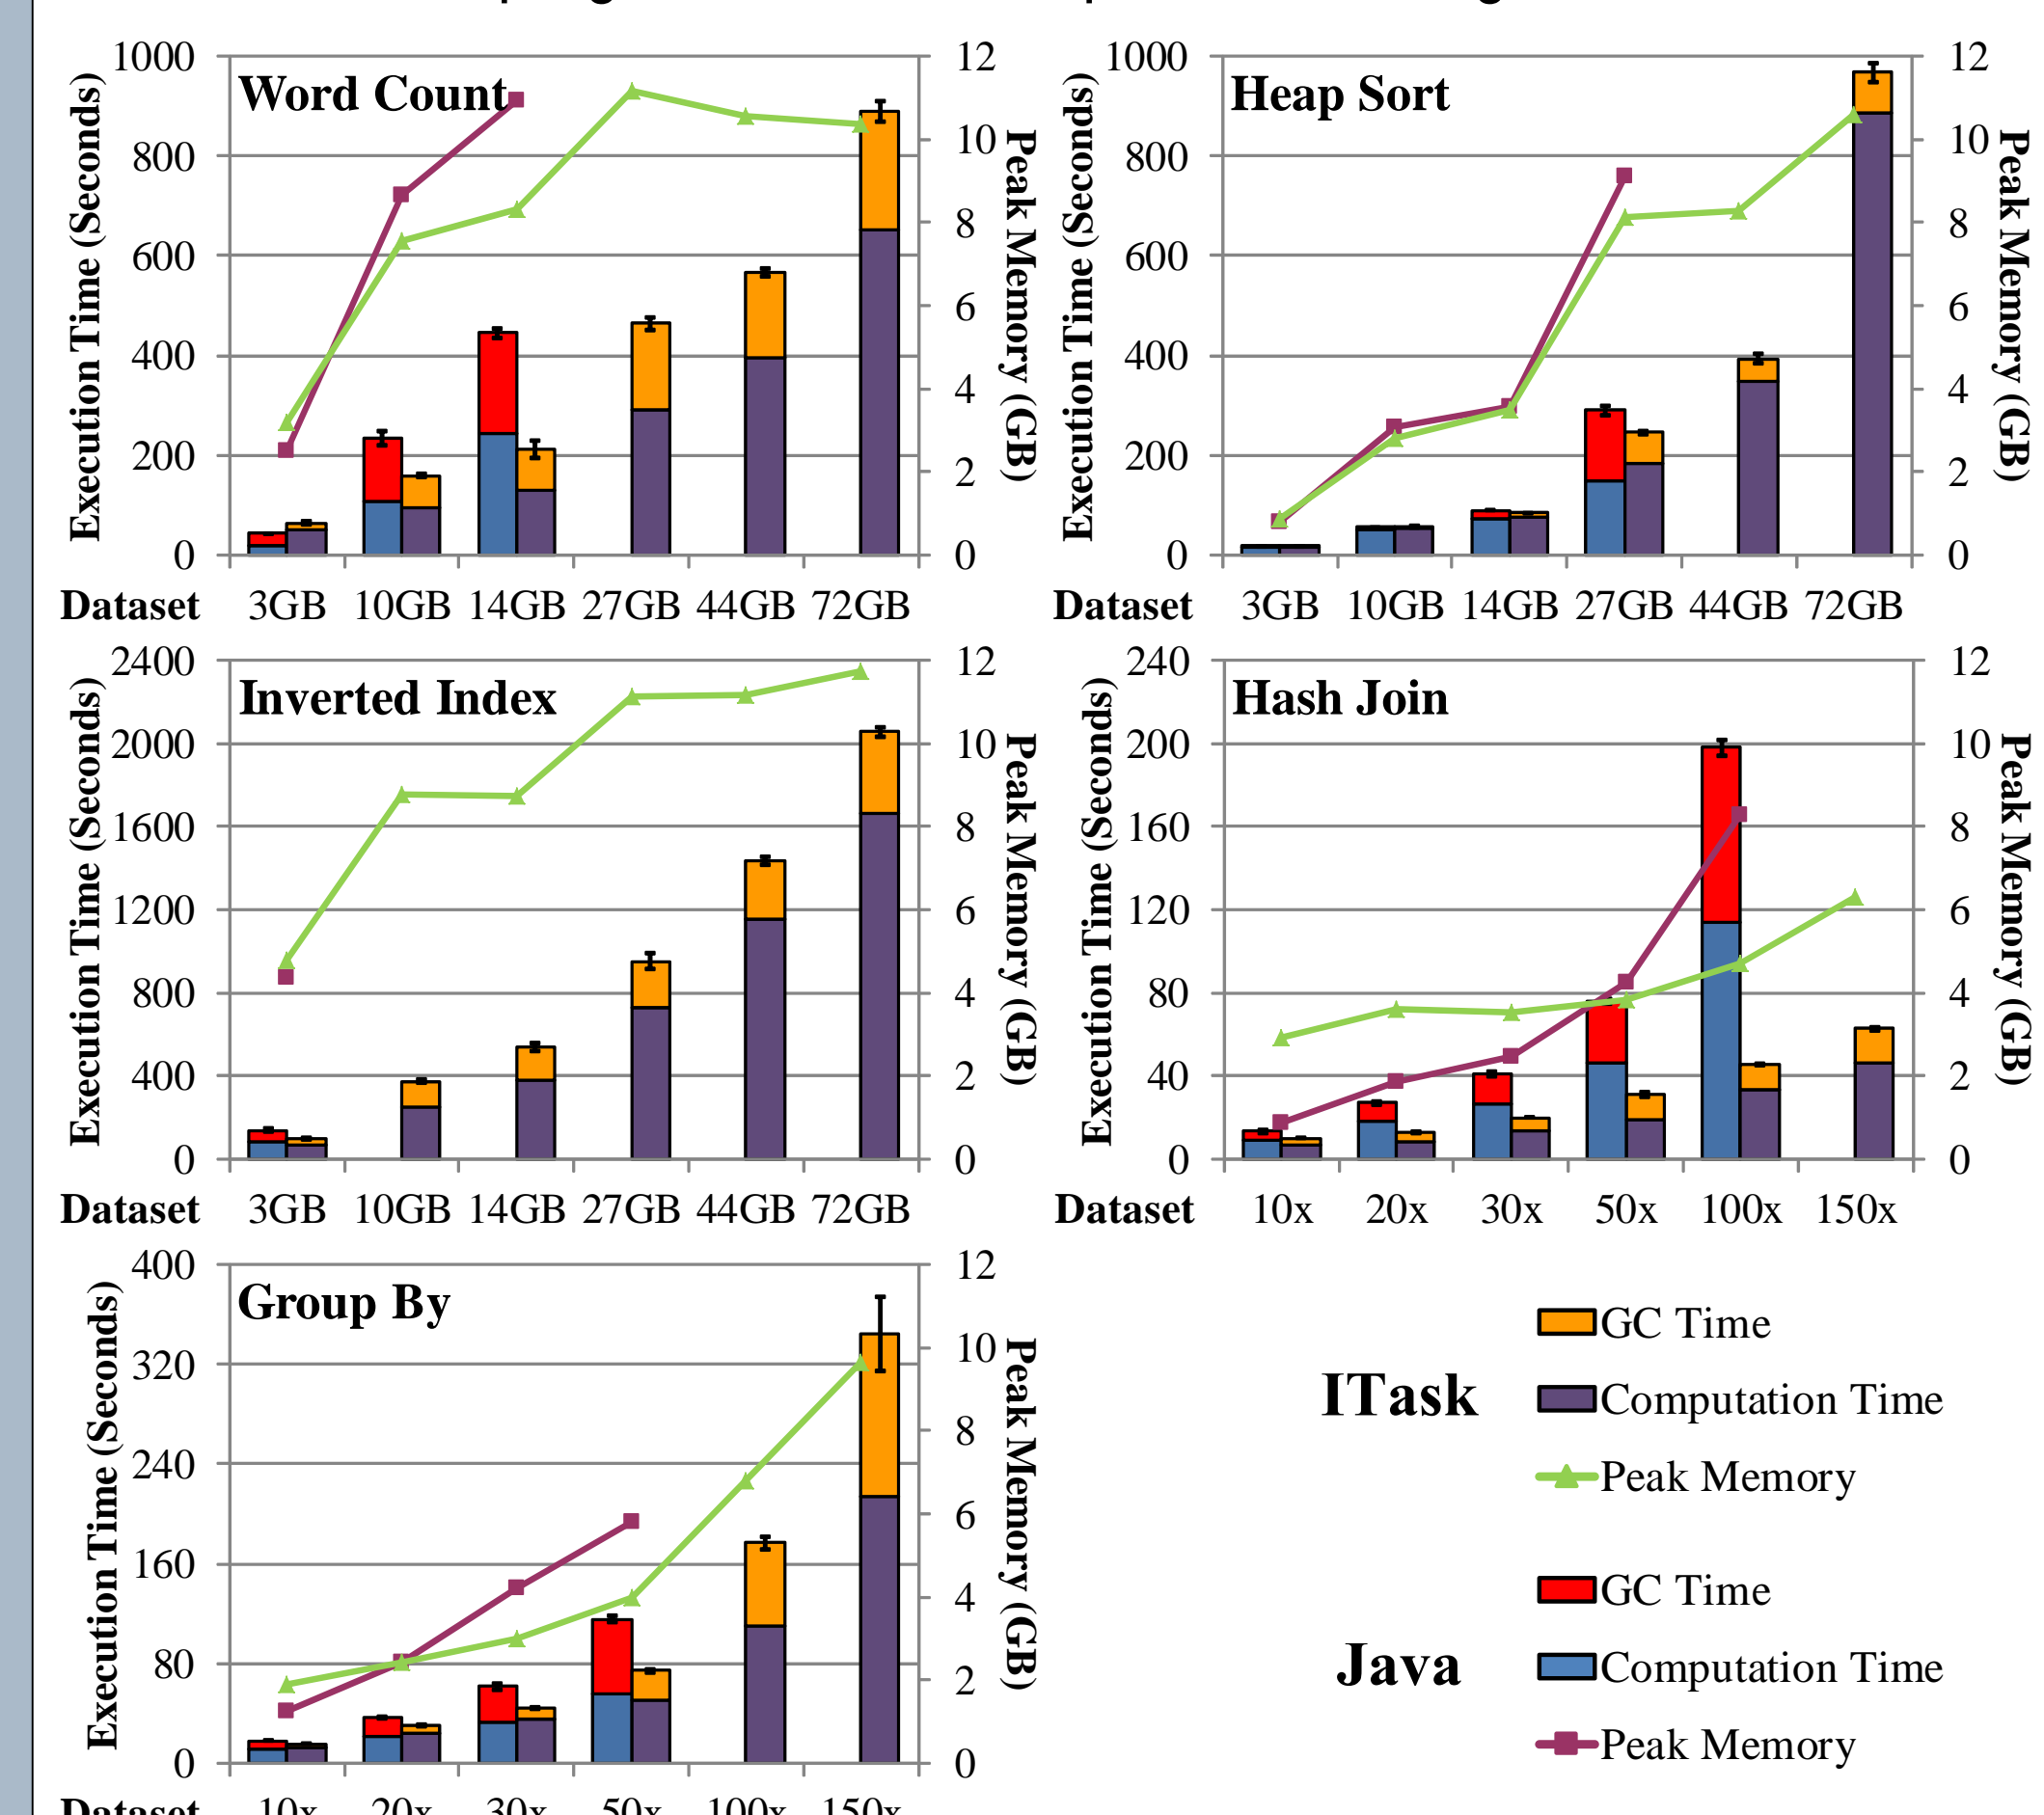 Word Count
Execution Time (Seconds)
1000
800
600
400
200
0
12
10
8
6
4
2
0
Peak Memory (GB)
Dataset 3GB 10GB 14GB 27GB 44GB 72GB
Heap Sort
Execution Time (Seconds)
1000
800
600
400
200
0
12
10
8
6
4
2
0
Peak Memory (GB)
Dataset 3GB 10GB 14GB 27GB 44GB 72GB
Inverted Index
Execution Time (Seconds)
2400
2000
1600
1200
800
400
0
12
10
8
6
4
2
0
Peak Memory (GB)
Dataset 3GB 10GB 14GB 27GB 44GB 72GB
Hash Join
Execution Time (Seconds)
240
200
160
120
80
40
0
12
10
8
6
4
2
0
Peak Memory (GB)
Dataset 10x 20x 30x 50x 100x 150x
Group By
Execution Time (Seconds)
400
320
240
160
80
0
12
10
8
6
4
2
0
Peak Memory (GB)
Dataset 10x 20x 30x 50x 100x 150x
ITask
GC Time
Computation Time
Peak Memory
Java
GC Time
Computation Time
Peak Memory